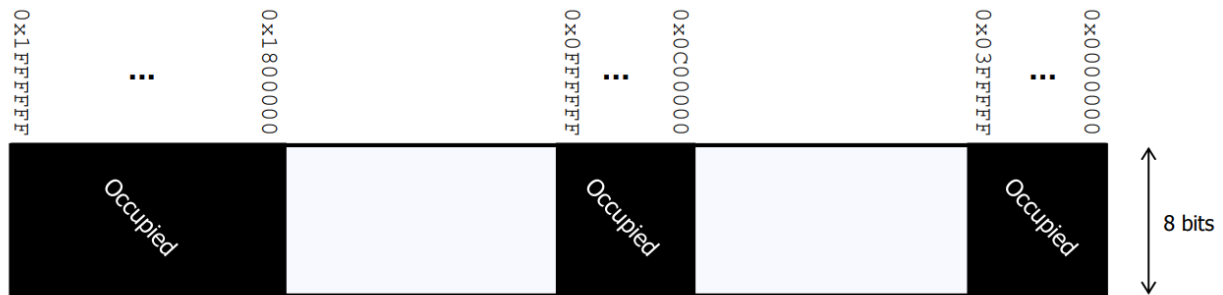 0x1FFFFFF
...
0x1800000
0x0FFFFFF
...
0x0C00000
0x03FFFFF
...
0x0000000
Occupied
Occupied
Occupied
8 bits